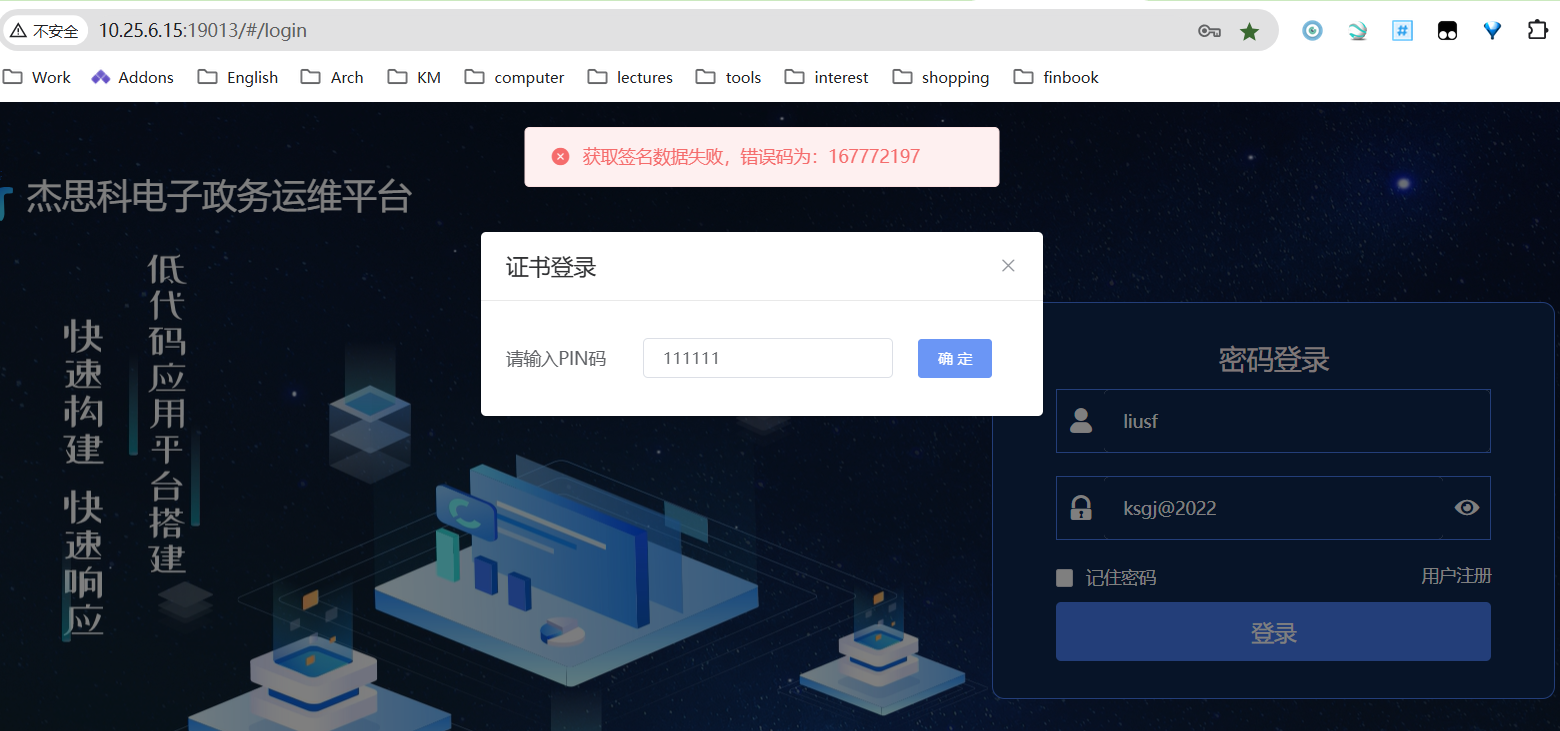 不安全 10.25.6.15:19013/#/login
Work Addons English Arch KM computer lectures tools interest shopping finbook
获取签名数据失败，错误码为：167772197
杰思科电子政务运维平台
证书登录
请输入PIN码 111111 确 定
低代码应用平台搭建
快速构建 快速响应
密码登录
liusf
ksgj@2022
记住密码 用户注册
登录